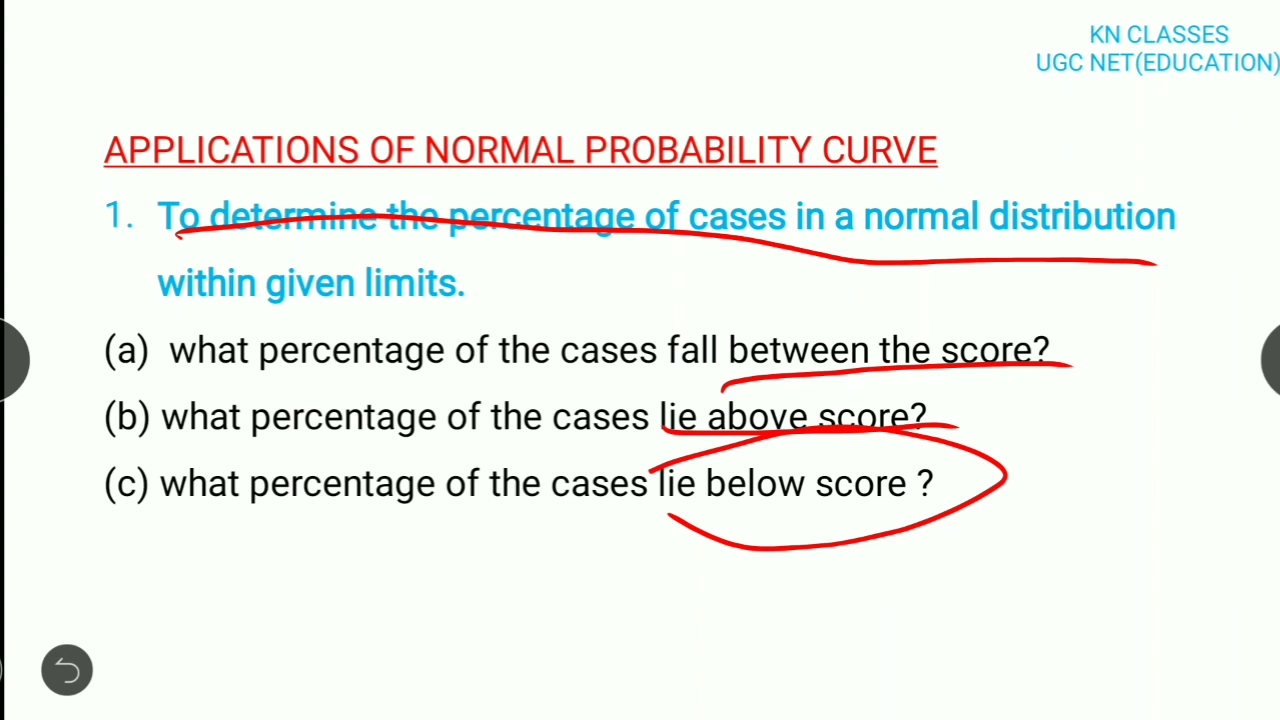 KN CLASSES
UGC NET(EDUCATION)
APPLICATIONS OF NORMAL PROBABILITY CURVE
1. To determine the percentage of cases in a normal distribution
within given limits.
(a) what percentage of the cases fall between the score?
(b) what percentage of the cases lie above score?
(c) what percentage of the cases lie below score ?